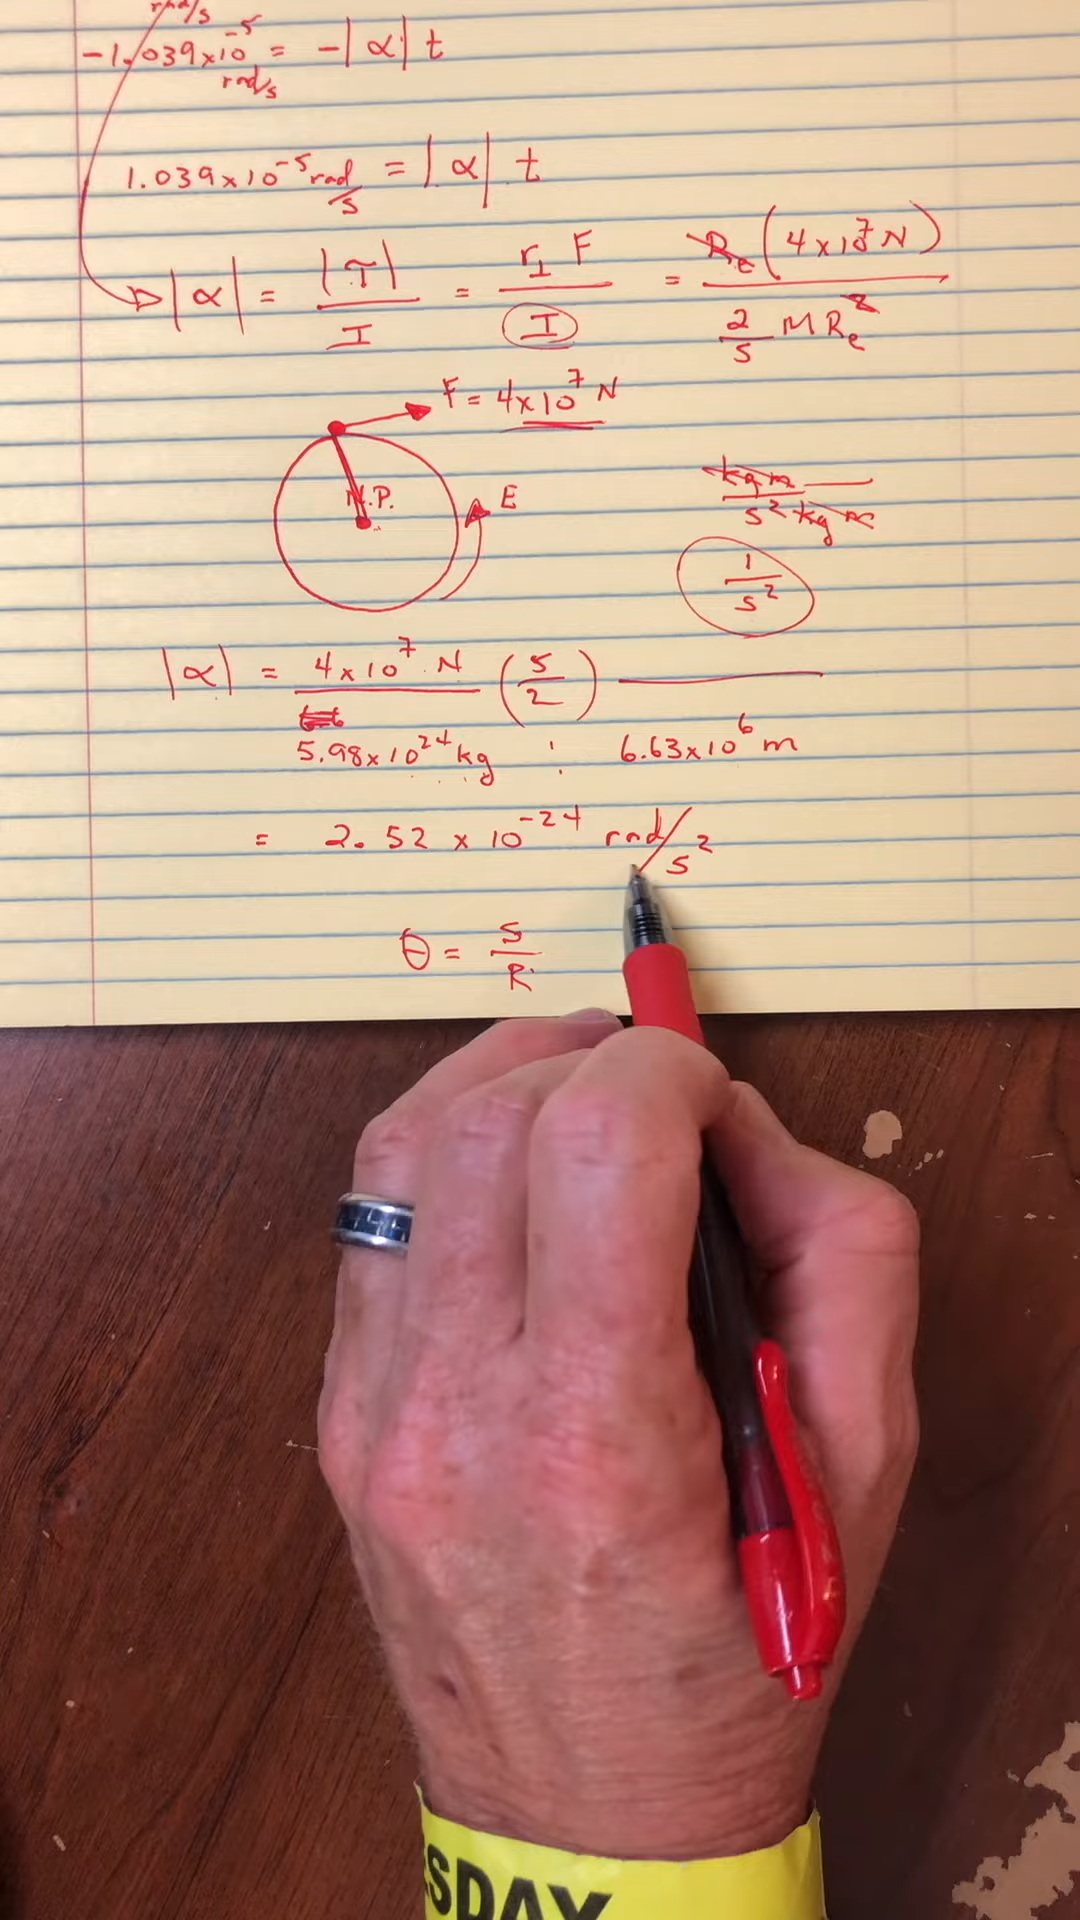 rad/s
-1.039x10^-5 rad/s = -|α| t
1.039x10^-5 rad/s = |α| t
|α| = |τ|/I = r⊥ F/I = Re (4x10^7 N)/(2/5 M Re^2)
F = 4x10^7 N
N.P.
E
kg m/s^2 kg m
1/s^2
|α| = 4x10^7 N/5.98x10^24 kg (5/2) 6.63x10^6 m
= 2.52 x 10^-24 rad/s^2
θ = S/R
SDAY